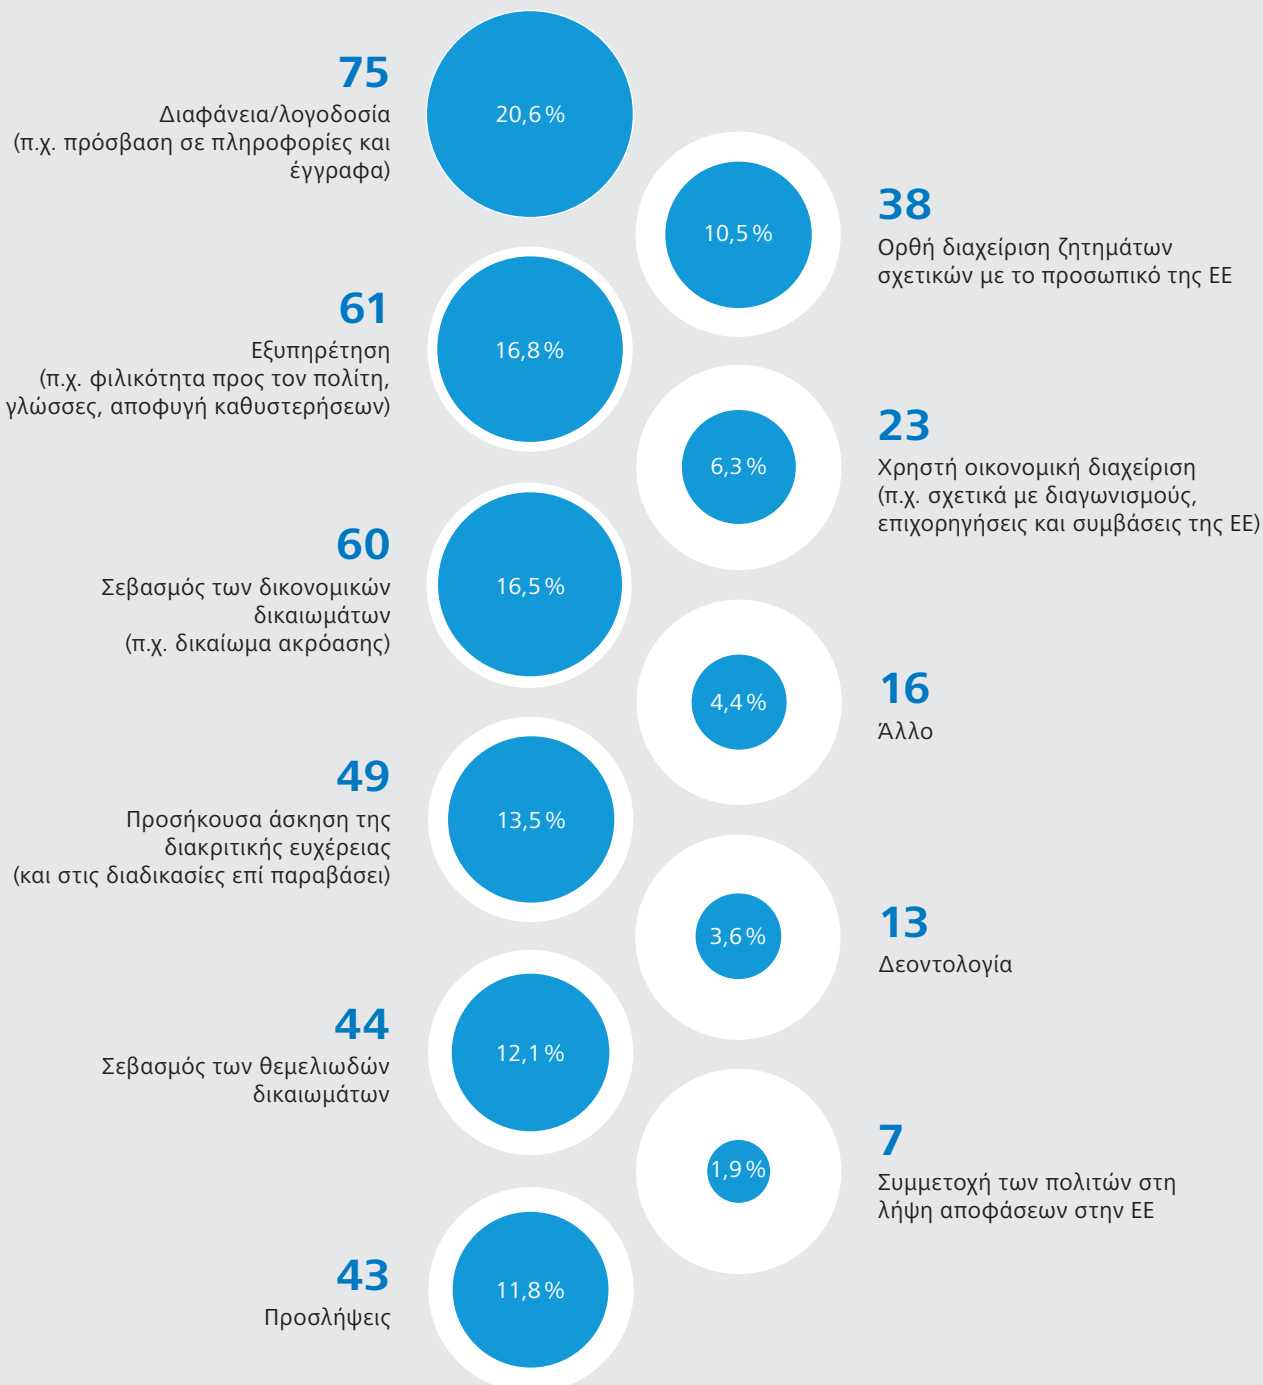 75
Διαφάνεια/λογοδοσία
(π.χ. πρόσβαση σε πληροφορίες και
έγγραφα)
20,6 %
61
Εξυπηρέτηση
(π.χ. φιλικότητα προς τον πολίτη,
γλώσσες, αποφυγή καθυστερήσεων)
16,8 %
60
Σεβασμός των δικονομικών
δικαιωμάτων
(π.χ. δικαίωμα ακρόασης)
16,5 %
49
Προσήκουσα άσκηση της
διακριτικής ευχέρειας
(και στις διαδικασίες επί παραβάσει)
13,5 %
44
Σεβασμός των θεμελιωδών
δικαιωμάτων
12,1 %
43
Προσλήψεις
11,8 %
10,5 %
38
Ορθή διαχείριση ζητημάτων
σχετικών με το προσωπικό της ΕΕ
6,3 %
23
Χρηστή οικονομική διαχείριση
(π.χ. σχετικά με διαγωνισμούς,
επιχορηγήσεις και συμβάσεις της ΕΕ)
4,4 %
16
Άλλο
3,6 %
13
Δεοντολογία
1,9 %
7
Συμμετοχή των πολιτών στη
λήψη αποφάσεων στην ΕΕ